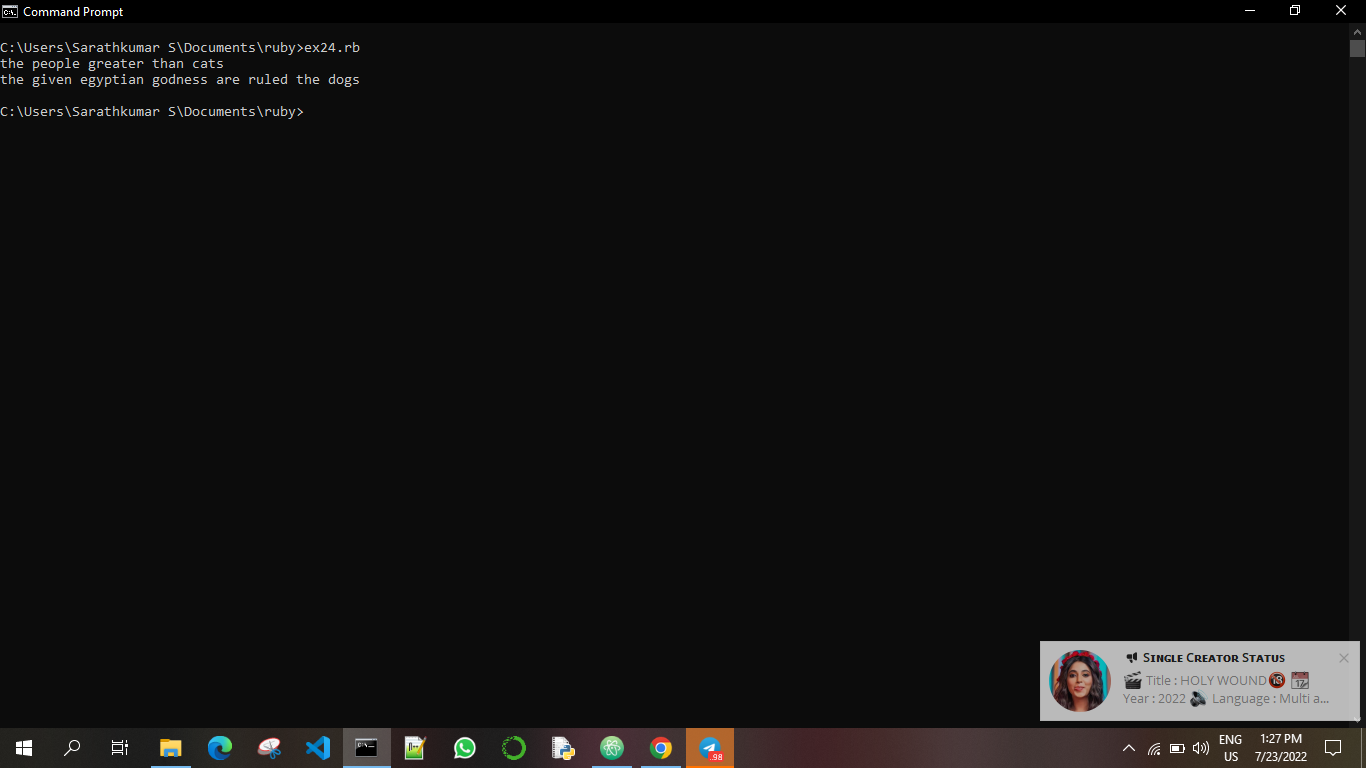 Command Prompt
C:\Users\Sarathkumar S\Documents\ruby>ex24.rb
the people greater than cats
the given egyptian godness are ruled the dogs
C:\Users\Sarathkumar S\Documents\ruby>
Single Creator Status
Title : HOLY WOUND🔞 📆
Year : 2022 🔊 Language : Multi a...
ENG
US
1:27 PM
7/23/2022
.98